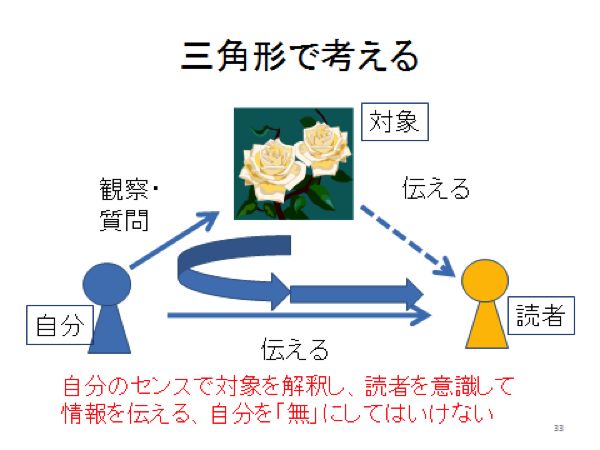 三角形で考える
対象
観察・
質問
伝える
自分
読者
伝える
自分のセンスで対象を解釈し、読者を意識して
情報を伝える、自分を「無」にしてはいけない
33